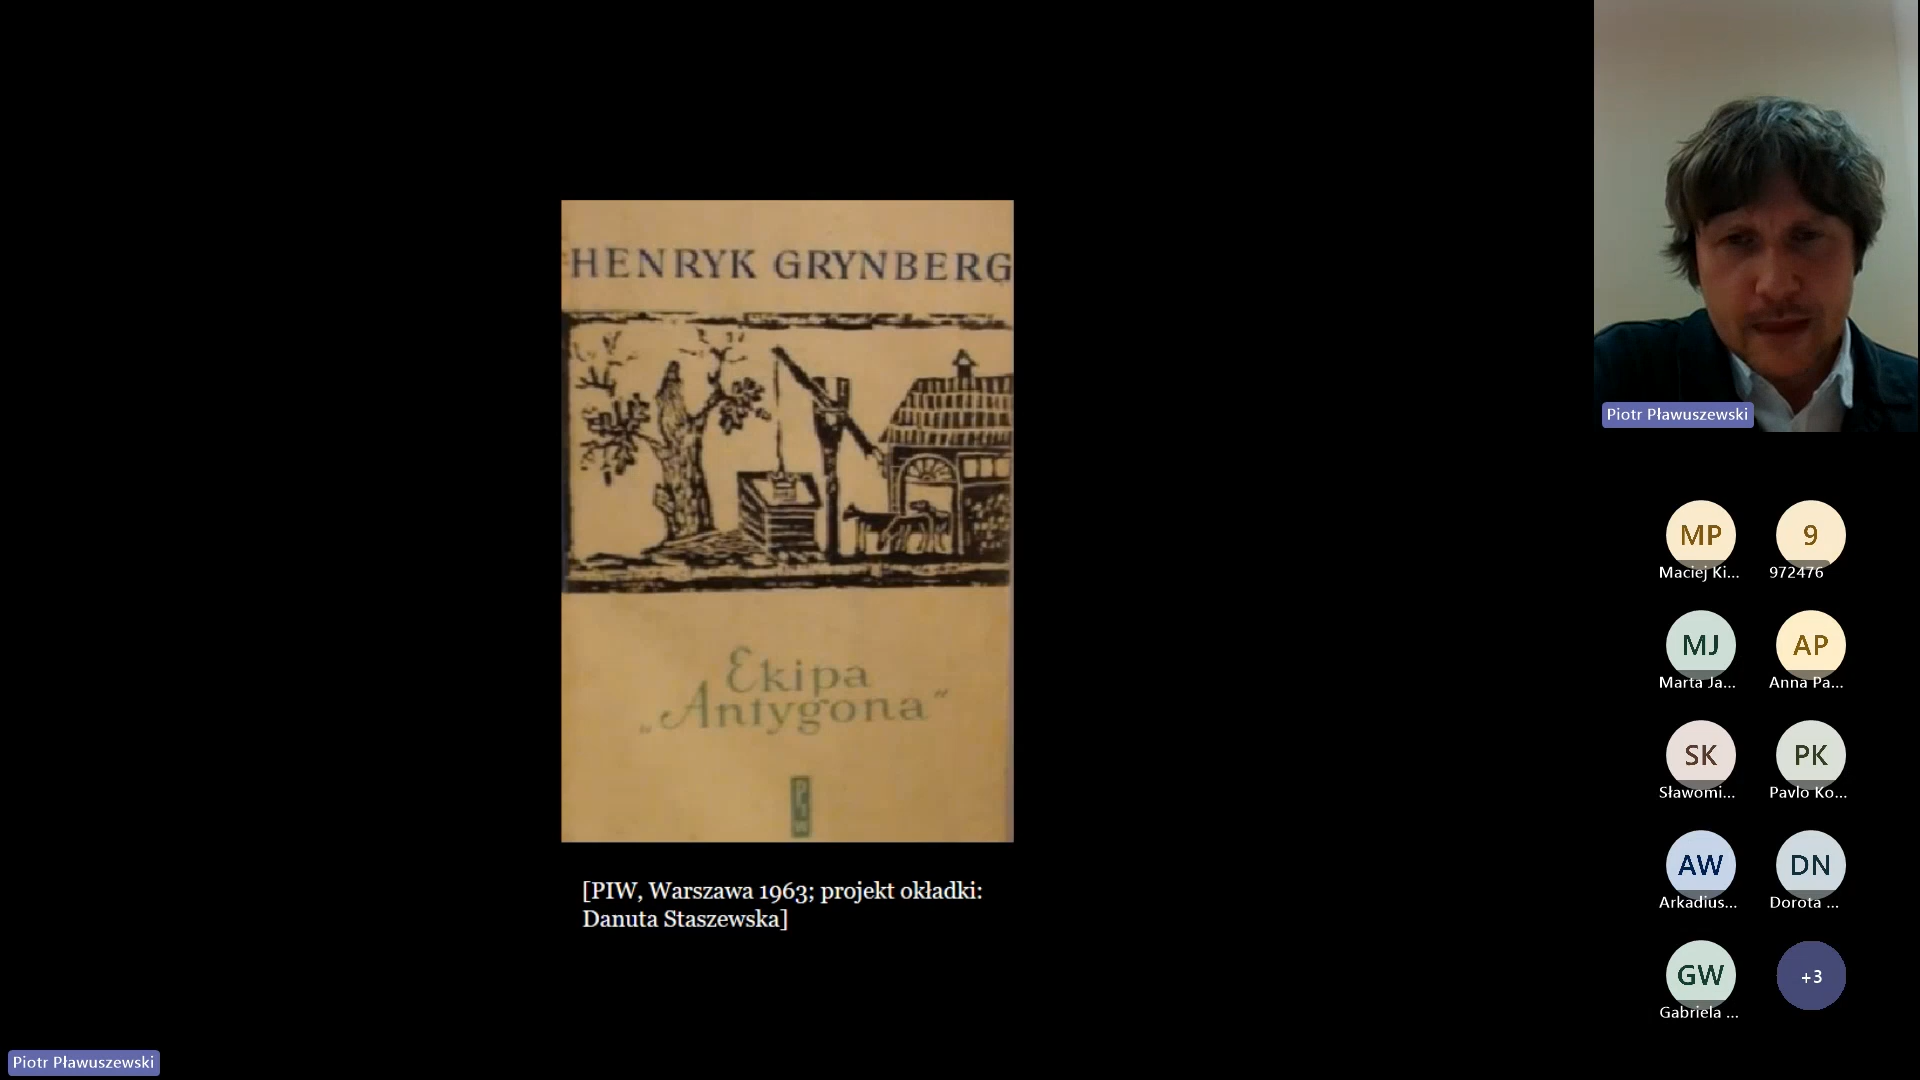 HENRYK GRYNBERG
Ekipa
„Antygona”
PIW
[PIW, Warszawa 1963; projekt okładki:
Danuta Staszewska]
Piotr Pławuszewski
MP
9
Maciej Ki...
972476
MJ
AP
Marta Ja...
Anna Pa...
SK
PK
Sławomi...
Pavlo Ko...
AW
DN
Arkadius...
Dorota ...
GW
+3
Gabriela ...
Piotr Pławuszewski